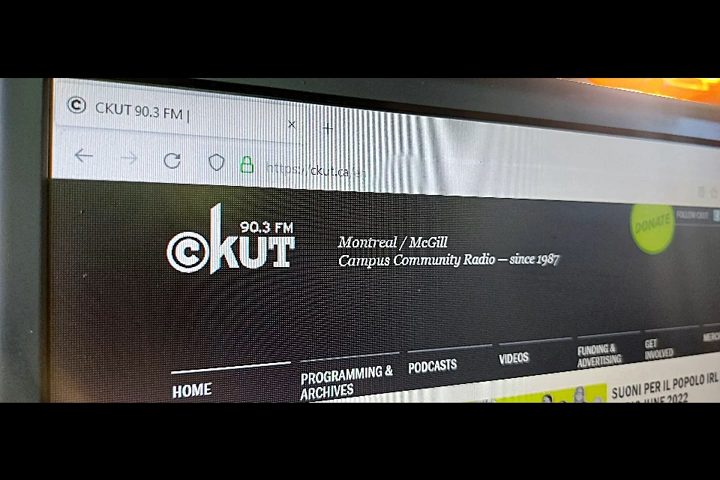 © CKUT 90.3 FM |
https://ckut.ca
90.3 FM
©kUT
Montreal / McGill
Campus Community Radio — since 1987
DONATE
FOLLOW CKUT
HOME
PROGRAMMING &
ARCHIVES
PODCASTS
VIDEOS
FUNDING &
ADVERTISING
GET
INVOLVED
SUONI PER IL POPOLO IRL
JUNE 2022